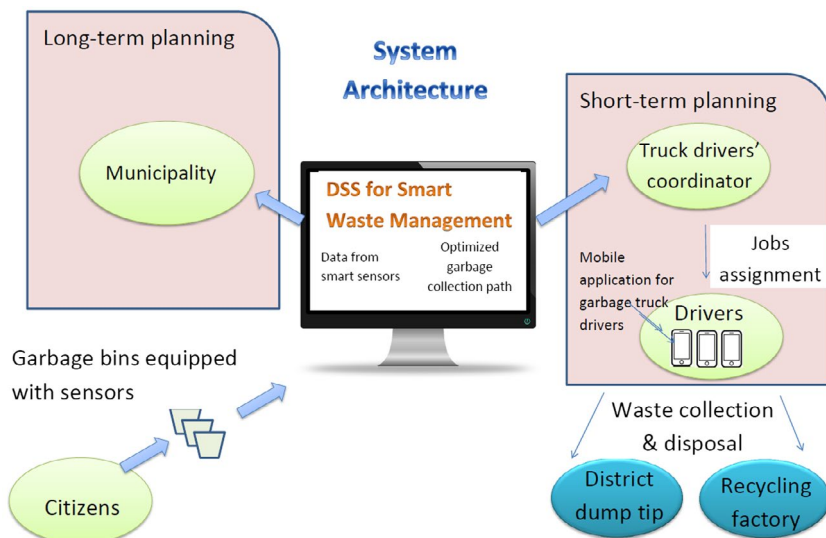 Long-term planning
Municipality
System
Architecture
Short-term planning
Truck drivers’
coordinator
DSS for Smart
Waste Management
Data from
smart sensors
Optimized
garbage
collection path
Jobs
assignment
Mobile
application for
garbage truck
drivers
Drivers
Garbage bins equipped
with sensors
Citizens
Waste collection
& disposal
District
dump tip
Recycling
factory